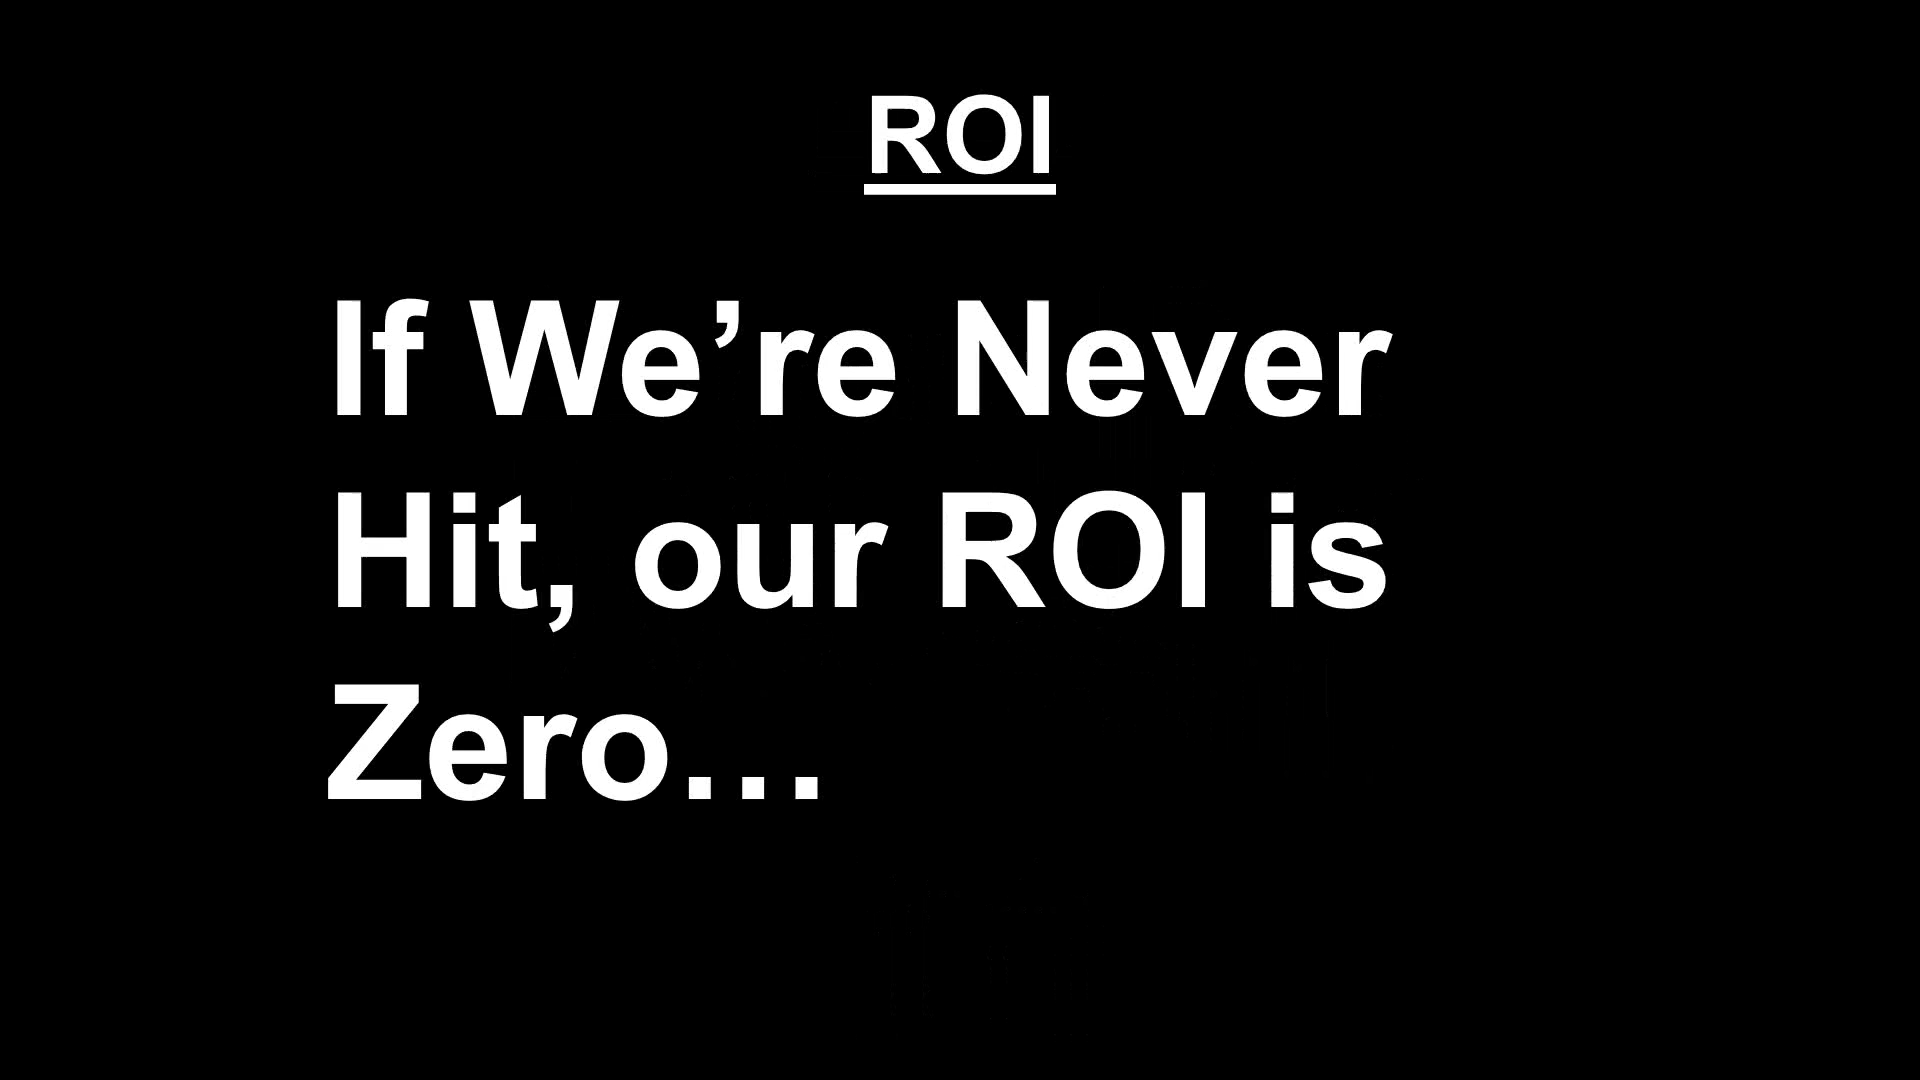 ROI
If We’re Never
Hit, our ROI is
Zero…